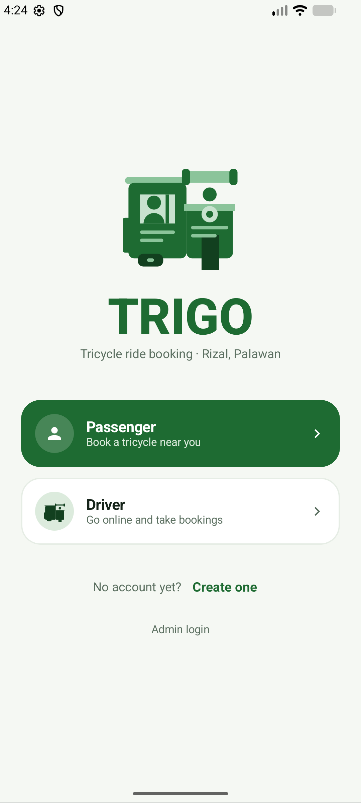 4:24
TRIGO
Tricycle ride booking · Rizal, Palawan
Passenger
Book a tricycle near you
Driver
Go online and take bookings
No account yet? Create one
Admin login